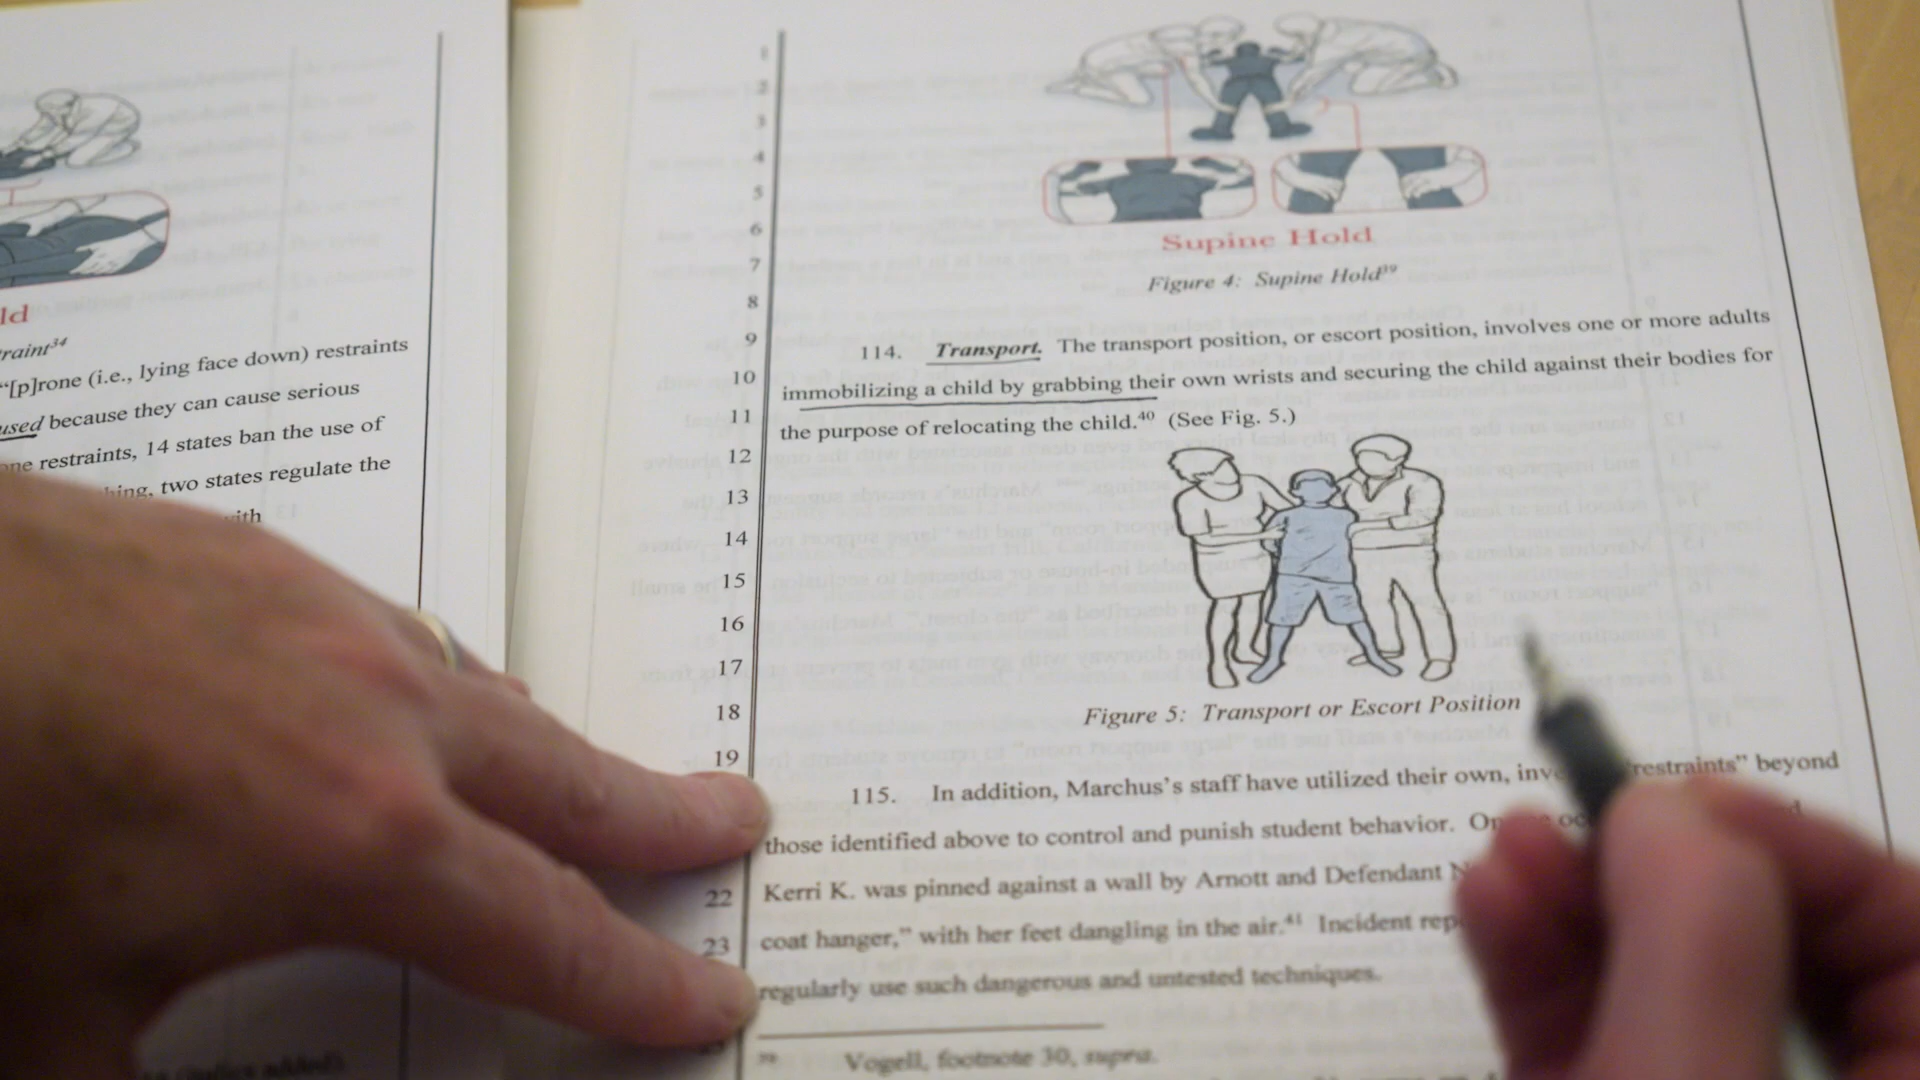 ld
raint34
"[p]rone (i.e., lying face down) restraints
used because they can cause serious
one restraints, 14 states ban the use of
two states regulate the
ith
1
2
3
4
5
6
7
8
9
10
11
12
13
14
15
16
17
18
19
22
23
Supine Hold
Figure 4: Supine Hold39
114. Transport. The transport position, or escort position, involves one or more adults
immobilizing a child by grabbing their own wrists and securing the child against their bodies for
the purpose of relocating the child.40 (See Fig. 5.)
Figure 5: Transport or Escort Position
115. In addition, Marchus's staff have utilized their own, restraints" beyond
those identified above to control and punish student behavior.
Kerri K. was pinned against a wall by Arnott and Defendant
coat hanger," with her feet dangling in the air.41 Incident
regularly use such dangerous and untested techniques.
39 Vogell, footnote 30, supra.